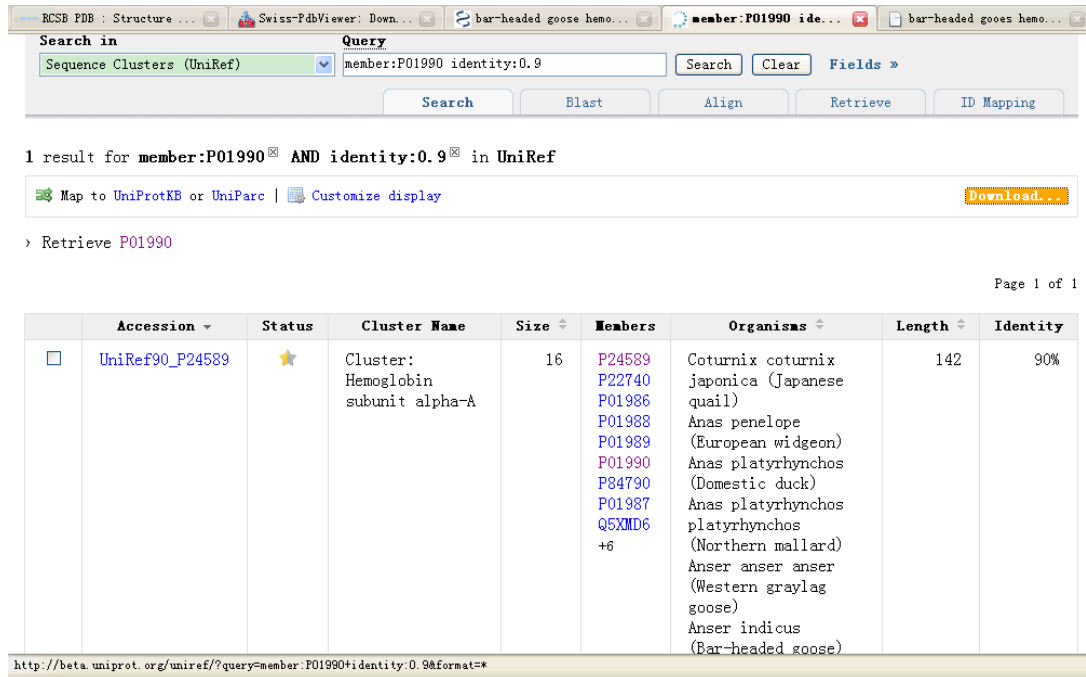 RCSB PDB : Structure ... Swiss-PdbViewer: Down... bar-headed goose hemo... member:P01990 ide... bar-headed gooes hemo...
Search in Query
Sequence Clusters (UniRef) member:P01990 identity:0.9 Search Clear Fields »
Search Blast Align Retrieve ID Mapping
1 result for member:P01990 AND identity:0.9 in UniRef
Map to UniProtKB or UniParc | Customize display Download...
› Retrieve P01990
Page 1 of 1
Accession Status Cluster Name Size Members Organisms Length Identity
UniRef90_P24589 Cluster: 16 P24589 Coturnix coturnix 142 90%
Hemoglobin P22740 japonica (Japanese
subunit alpha-A P01986 quail)
P01988 Anas penelope
P01989 (European widgeon)
P01990 Anas platyrhynchos
P84790 (Domestic duck)
P01987 Anas platyrhynchos
Q5XMD6 platyrhynchos
+6 (Northern mallard)
Anser anser anser
(Western graylag
goose)
Anser indicus
(Bar-headed goose)
http://beta.uniprot.org/uniref/?query=member:P01990+identity:0.9&format=*